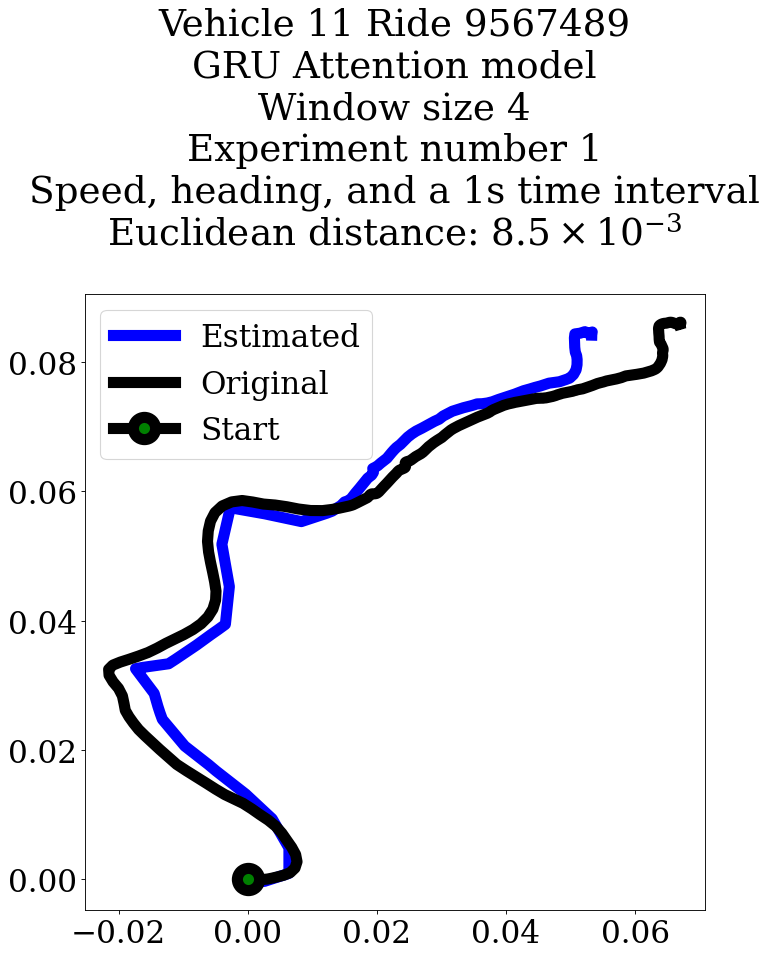 Vehicle 11 Ride 9567489
GRU Attention model
Window size 4
Experiment number 1
Speed, heading, and a 1s time interval
Euclidean distance: 8.5 × 10⁻³
Estimated
Original
Start
0.08
0.06
0.04
0.02
0.00
−0.02 0.00 0.02 0.04 0.06